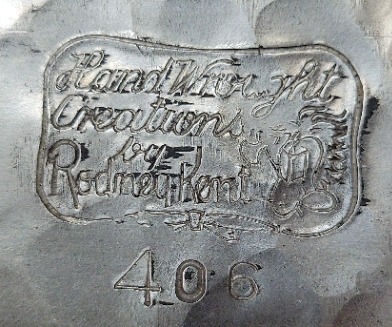 Hand Wrought
Creations
by
Rodney Kent
406